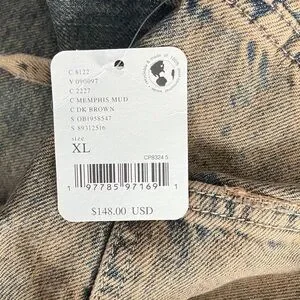 C 8122
V 090097
C 2227
C MEMPHIS MUD
C DK BROWN
S OB1958547
S 89312516
size
XL
CP8324 5
1 97785 97169 1
$148.00 USD